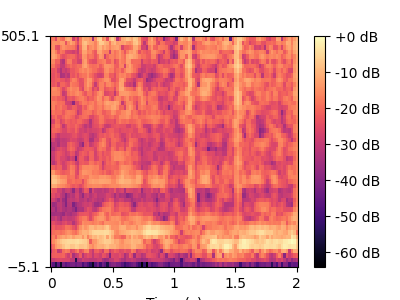 Mel Spectrogram
505.1
−5.1
0
0.5
1
1.5
2
+0 dB
-10 dB
-20 dB
-30 dB
-40 dB
-50 dB
-60 dB